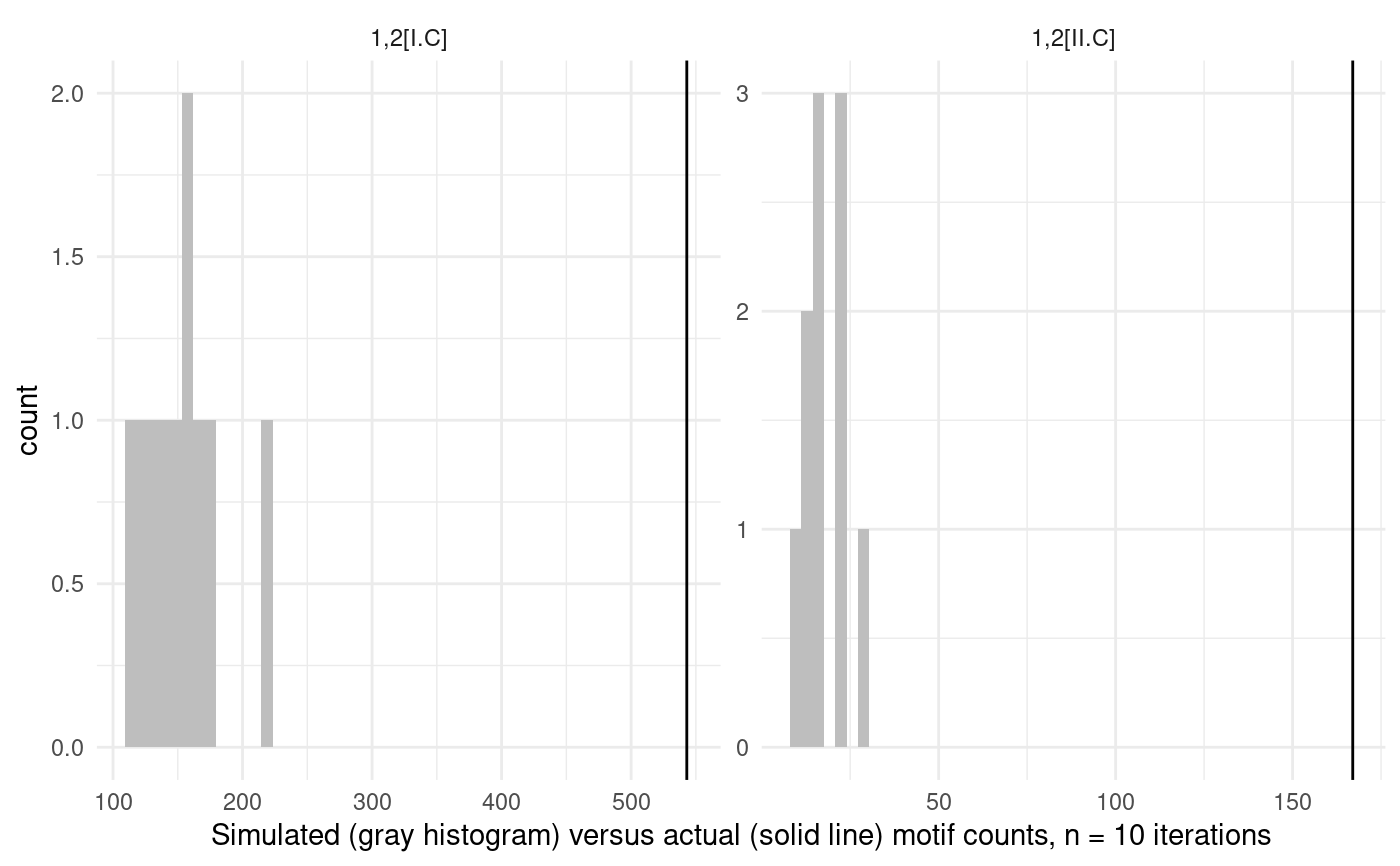 1,2[I.C]
1,2[II.C]
count
2.0
1.5
1.0
0.5
0.0
3
2
1
0
100 200 300 400 500
50 100 150
Simulated (gray histogram) versus actual (solid line) motif counts, n = 10 iterations